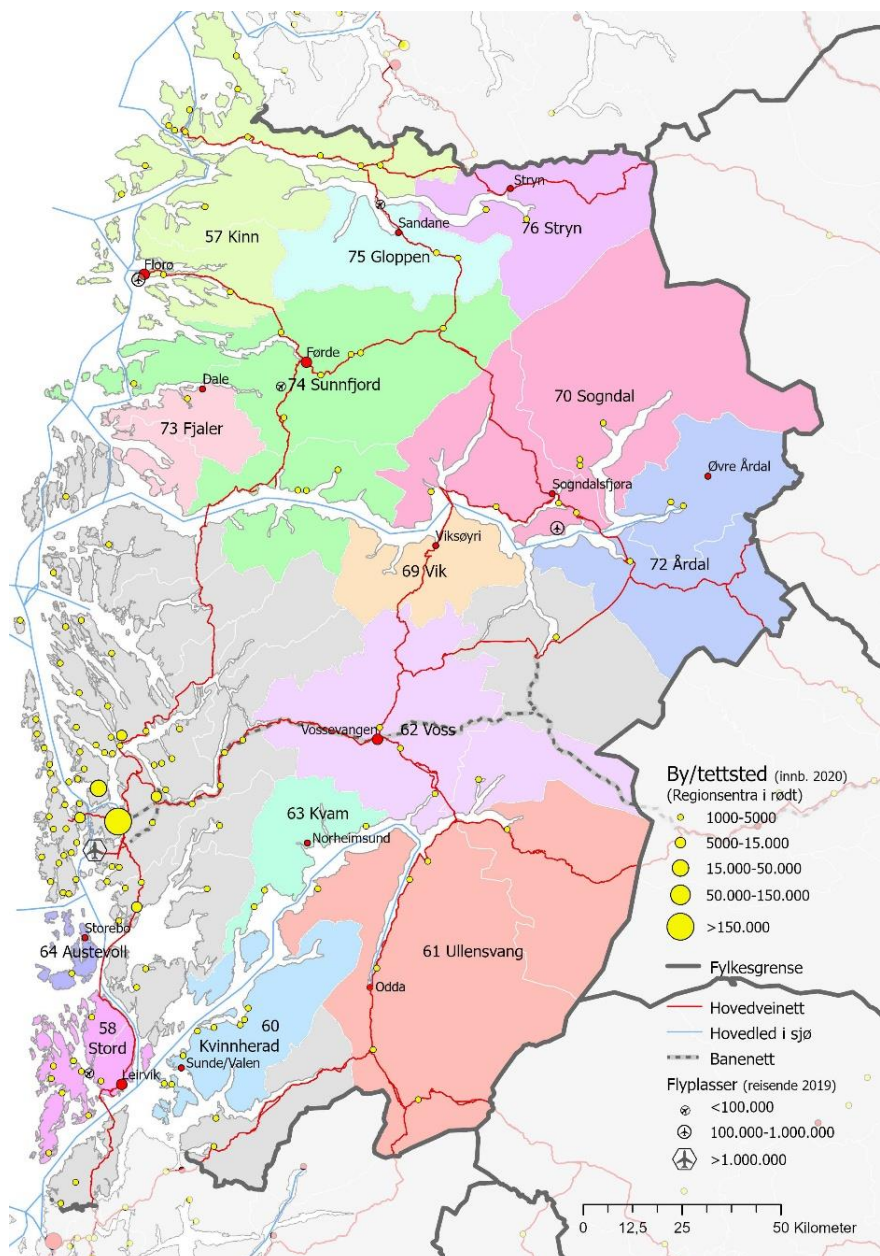 Stryn
57 Kinn
Sandane
76 Stryn
75 Gloppen
Florø
Førde
Dale
74 Sunnfjord
70 Sogndal
73 Fjaler
Øvre Årdal
Sogndalsfjøra
Viksøyri
72 Årdal
69 Vik
Vossevangen
62 Voss
63 Kvam
Norheimsund
Storebø
64 Austevoll
61 Ullensvang
Odda
58
Stord
60
Kvinnherad
Sunde/Valen
Leirvik
By/tettsted (innb. 2020)
(Regionsentra i rødt)
1000-5000
5000-15.000
15.000-50.000
50.000-150.000
>150.000
Fylkesgrense
Hovedveinett
Hovedled i sjø
Banenett
Flyplasser (reisende 2019)
<100.000
100.000-1.000.000
>1.000.000
0 12,5 25 50 Kilometer